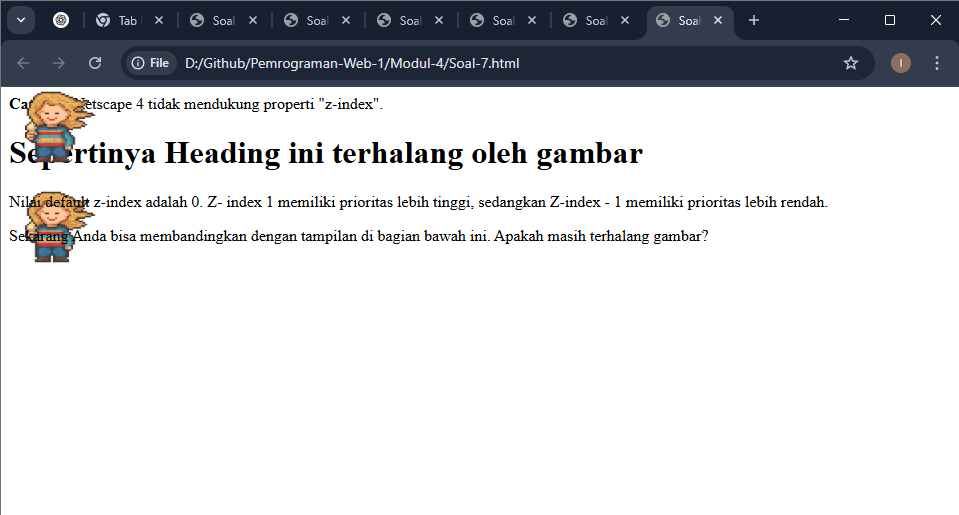 Tab
Soal
Soal
Soal
Soal
Soal
Soal
File D:/Github/Pemrograman-Web-1/Modul-4/Soal-7.html
I
Netscape 4 tidak mendukung properti "z-index".
Sepertinya Heading ini terhalang oleh gambar
Nilai default z-index adalah 0. Z- index 1 memiliki prioritas lebih tinggi, sedangkan Z-index - 1 memiliki prioritas lebih rendah.
Sekarang Anda bisa membandingkan dengan tampilan di bagian bawah ini. Apakah masih terhalang gambar?